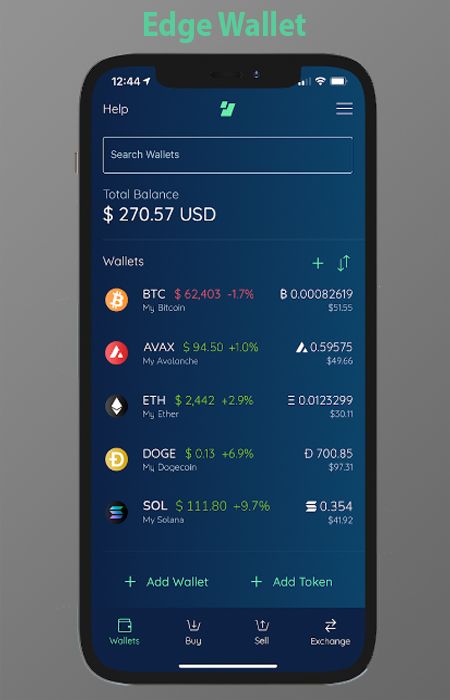 Edge Wallet
12:44
Help
Search Wallets
Total Balance
$ 270.57 USD
Wallets
BTC $ 62,403 -1.7% ₿ 0.00082619
My Bitcoin $51.55
AVAX $ 94.50 +1.0% 0.59575
My Avalanche $49.66
ETH $ 2,442 +2.9% Ξ 0.0123299
My Ether $30.11
DOGE $ 0.13 +6.9% Ð 700.85
My Dogecoin $97.31
SOL $ 111.80 +9.7% 0.354
My Solana $41.92
+ Add Wallet + Add Token
Wallets Buy Sell Exchange